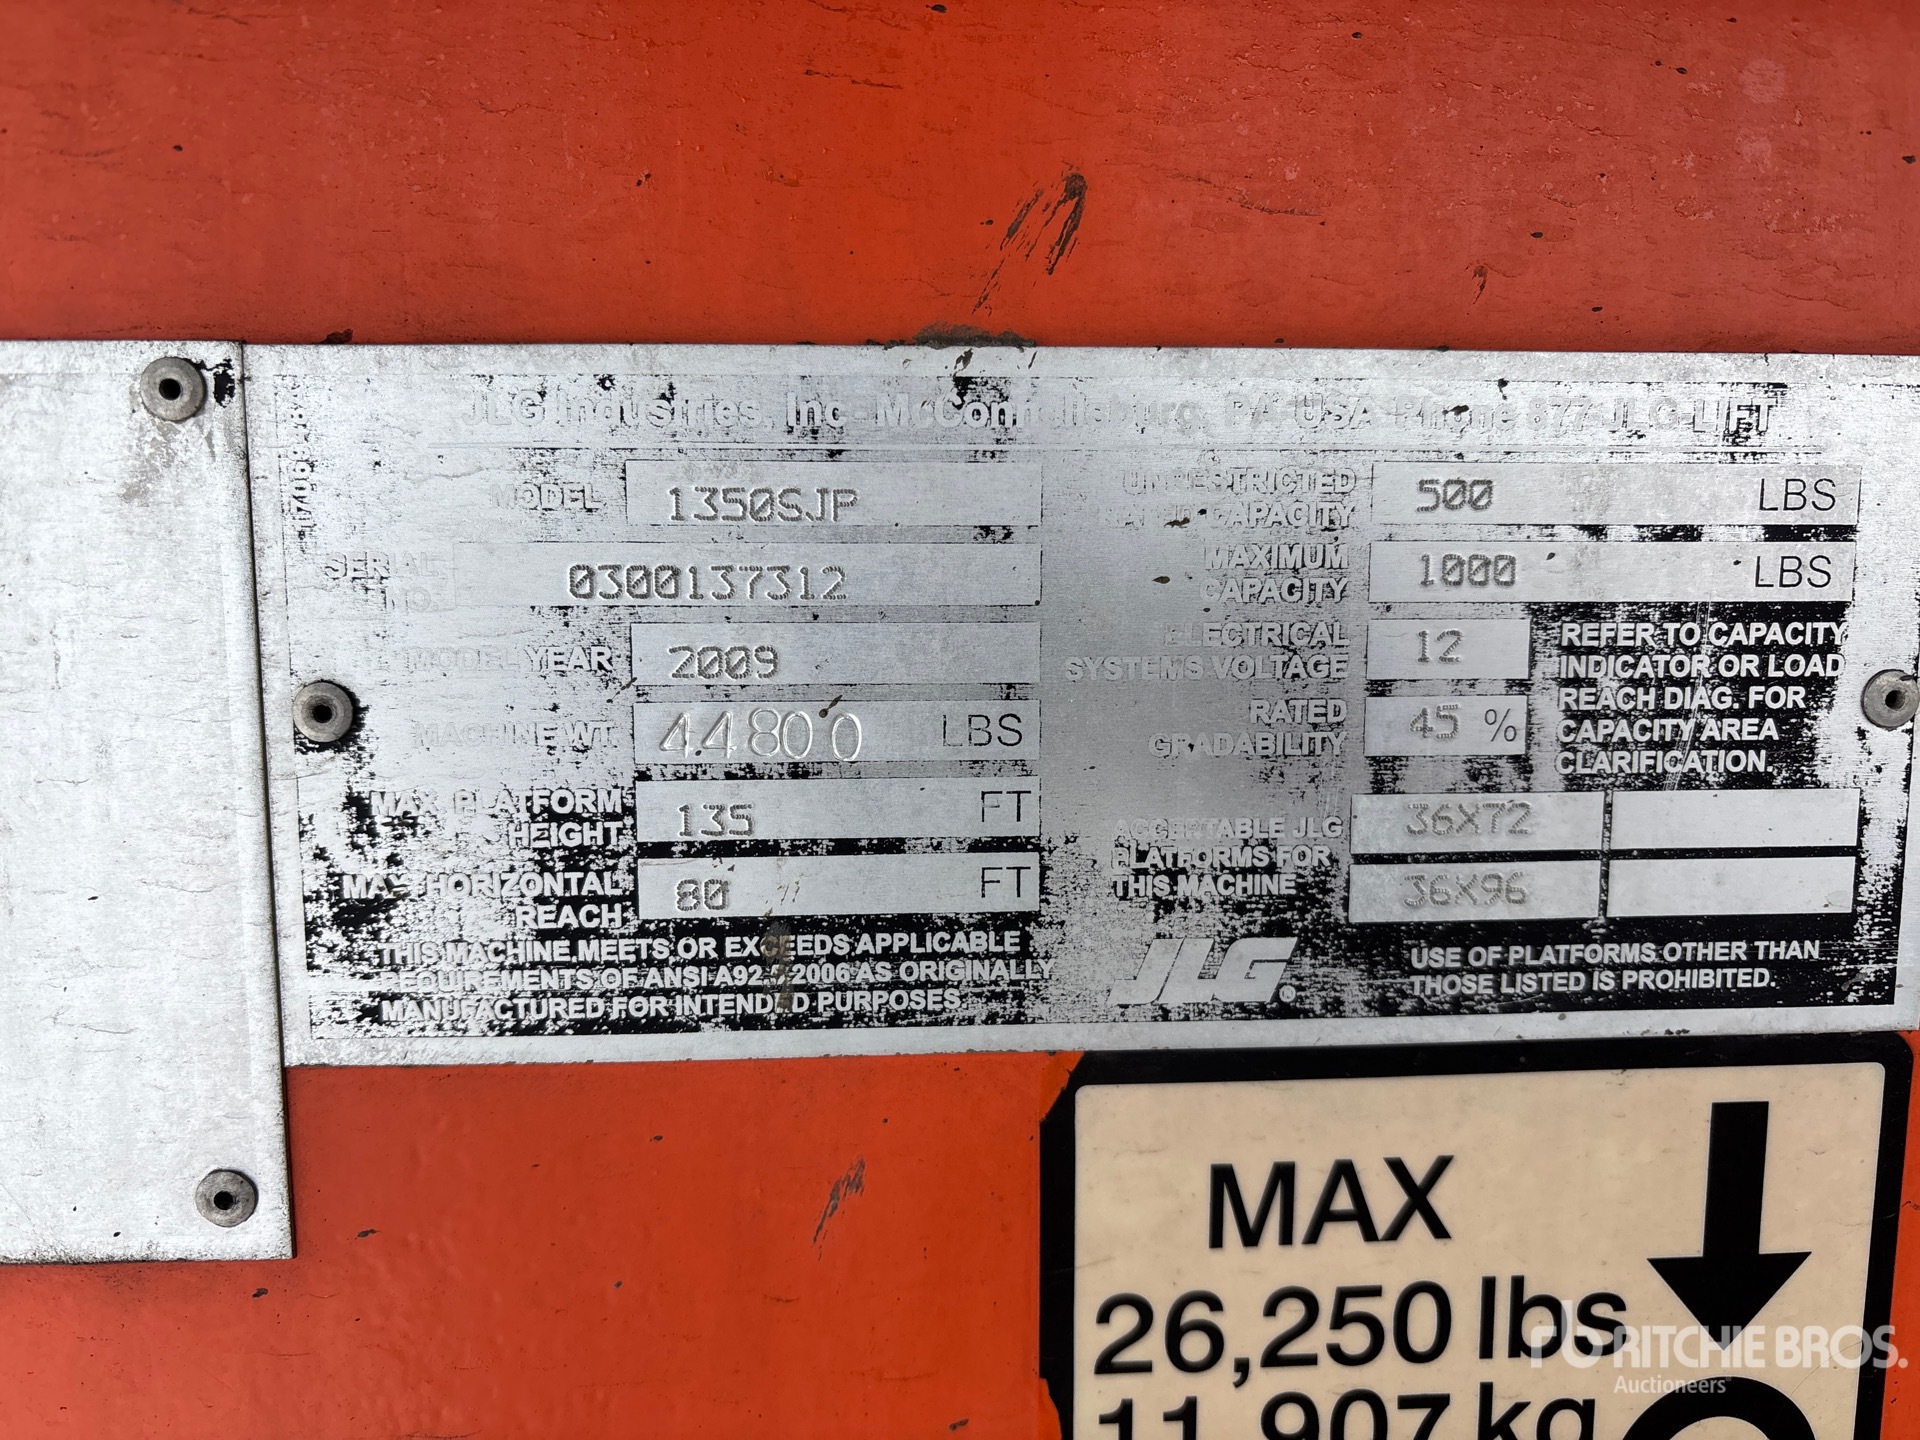 JLG Industries, Inc - McConnellsburg, PA USA Phone 877-JLG-LIFT
MODEL 1350SJP
SERIAL NO. 0300137312
MODEL YEAR 2009
MACHINE WT. 44800 LBS
MAX. PLATFORM HEIGHT 135 FT
MAX HORIZONTAL REACH 80 FT
THIS MACHINE MEETS OR EXCEEDS APPLICABLE
REQUIREMENTS OF ANSI A92 2006 AS ORIGINALLY
MANUFACTURED FOR INTENDED PURPOSES
UNRESTRICTED RATED CAPACITY 500 LBS
MAXIMUM CAPACITY 1000 LBS
ELECTRICAL SYSTEMS VOLTAGE 12
RATED GRADABILITY 45 %
REFER TO CAPACITY
INDICATOR OR LOAD
REACH DIAG. FOR
CAPACITY AREA
CLARIFICATION.
ACCEPTABLE JLG
PLATFORMS FOR
THIS MACHINE
36X72
36X96
JLG®
USE OF PLATFORMS OTHER THAN
THOSE LISTED IS PROHIBITED.
MAX
26,250 lbs
11,907 kg
RITCHIE BROS.
Auctioneers